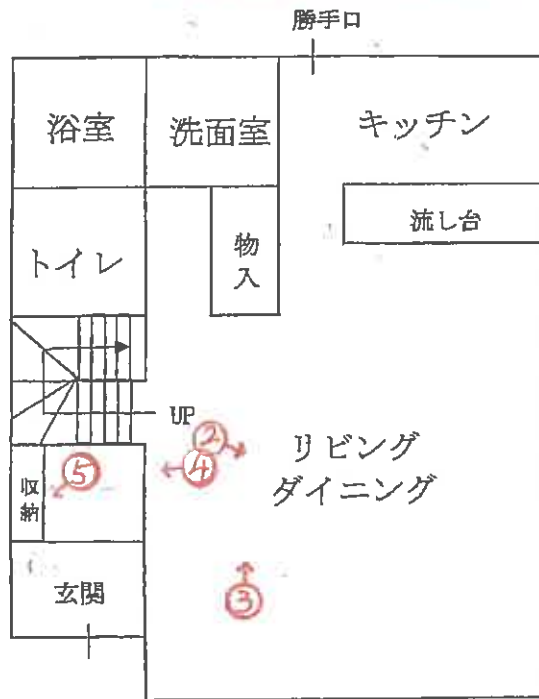 勝手口
浴室
洗面室
キッチン
流し台
トイレ
物入
UP
②
リビング
ダイニング
④
⑤
収納
③
玄関